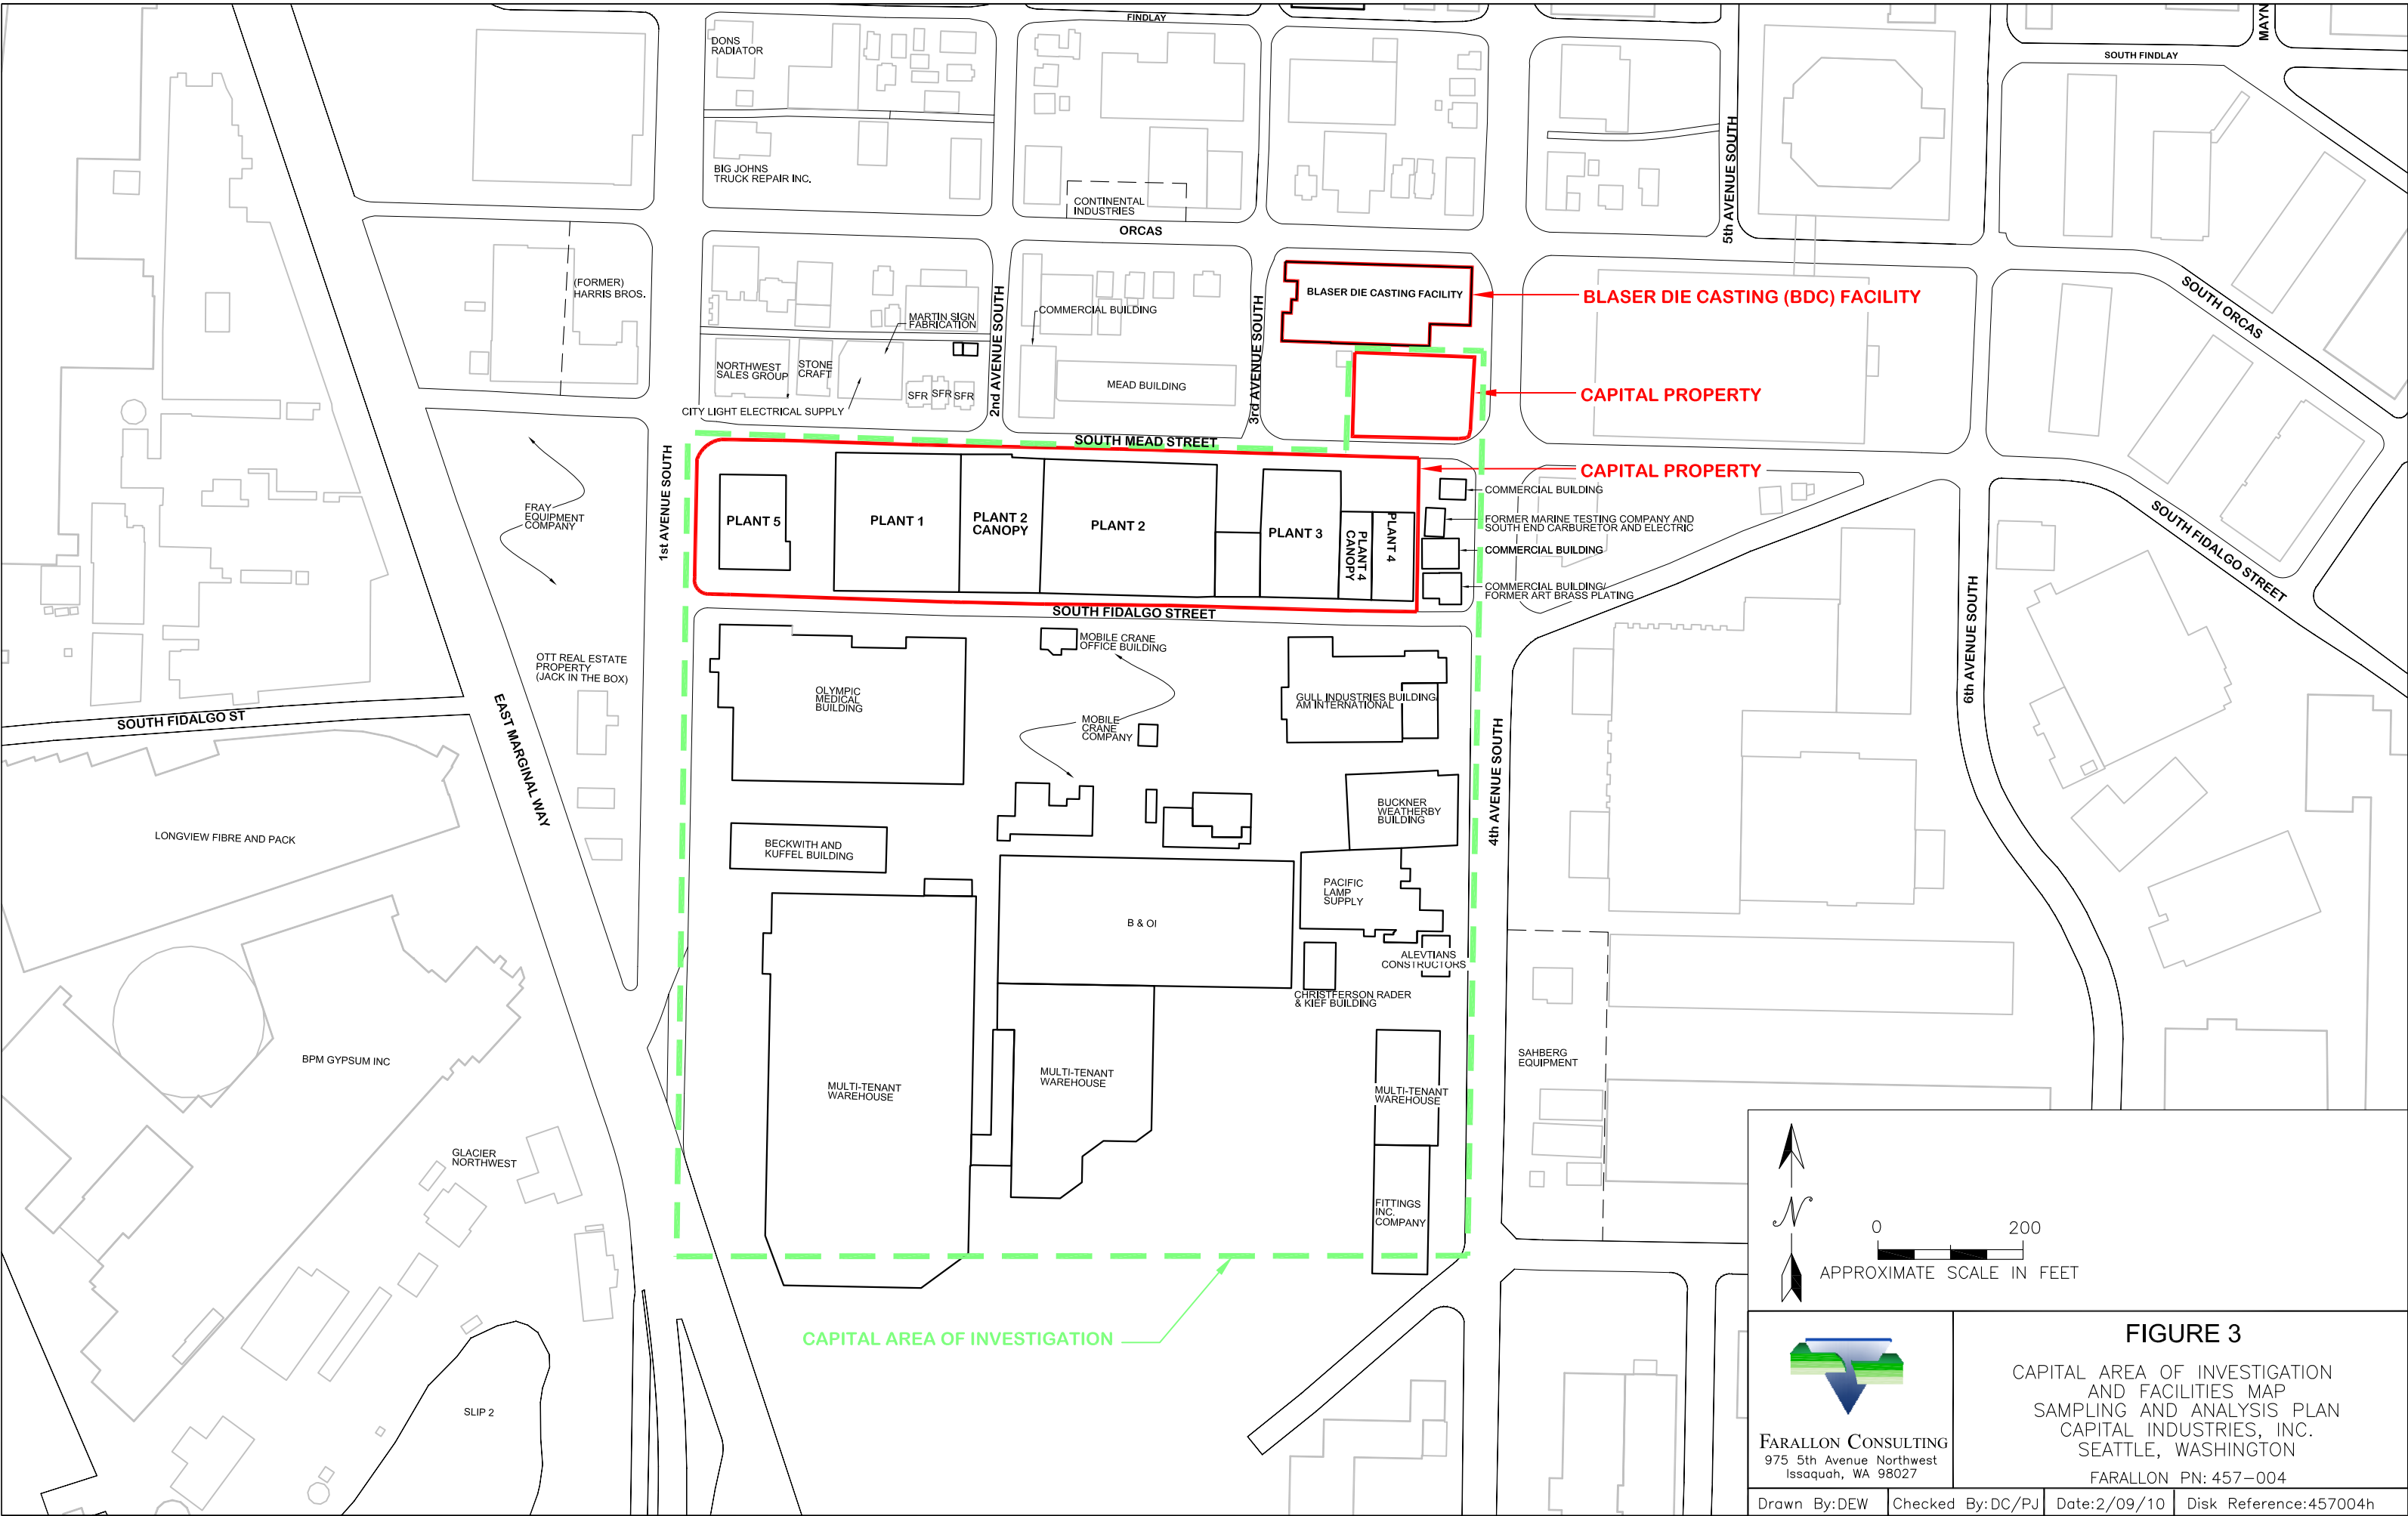 FINDLAY
MAYN
SOUTH FINDLAY
DONS
RADIATOR
BIG JOHNS
TRUCK REPAIR INC.
CONTINENTAL
INDUSTRIES
5th AVENUE SOUTH
ORCAS
(FORMER)
HARRIS BROS.
MARTIN SIGN
FABRICATION
2nd AVENUE SOUTH
COMMERCIAL BUILDING
3rd AVENUE SOUTH
BLASER DIE CASTING FACILITY
BLASER DIE CASTING (BDC) FACILITY
SOUTH ORCAS
NORTHWEST
SALES GROUP
STONE
CRAFT
SFR
SFR
SFR
MEAD BUILDING
CAPITAL PROPERTY
CITY LIGHT ELECTRICAL SUPPLY
SOUTH MEAD STREET
1st AVENUE SOUTH
CAPITAL PROPERTY
FRAY
EQUIPMENT
COMPANY
PLANT 5
PLANT 1
PLANT 2
CANOPY
PLANT 2
PLANT 3
PLANT 4
CANOPY
PLANT 4
COMMERCIAL BUILDING
FORMER MARINE TESTING COMPANY AND
SOUTH END CARBURETOR AND ELECTRIC
COMMERCIAL BUILDING
COMMERCIAL BUILDING/
FORMER ART BRASS PLATING
SOUTH FIDALGO STREET
SOUTH FIDALGO STREET
6th AVENUE SOUTH
OTT REAL ESTATE
PROPERTY
(JACK IN THE BOX)
MOBILE CRANE
OFFICE BUILDING
OLYMPIC
MEDICAL
BUILDING
GULL INDUSTRIES BUILDING/
AM INTERNATIONAL
MOBILE
CRANE
COMPANY
SOUTH FIDALGO ST
EAST MARGINAL WAY
4th AVENUE SOUTH
LONGVIEW FIBRE AND PACK
BECKWITH AND
KUFFEL BUILDING
BUCKNER
WEATHERBY
BUILDING
PACIFIC
LAMP
SUPPLY
B & OI
ALEVTIANS
CONSTRUCTORS
CHRISTFERSON RADER
& KIEF BUILDING
BPM GYPSUM INC
MULTI-TENANT
WAREHOUSE
MULTI-TENANT
WAREHOUSE
MULTI-TENANT
WAREHOUSE
SAHBERG
EQUIPMENT
GLACIER
NORTHWEST
FITTINGS
INC.
COMPANY
SLIP 2
CAPITAL AREA OF INVESTIGATION
N
0 200
APPROXIMATE SCALE IN FEET
FARALLON CONSULTING
975 5th Avenue Northwest
Issaquah, WA 98027
FIGURE 3
CAPITAL AREA OF INVESTIGATION
AND FACILITIES MAP
SAMPLING AND ANALYSIS PLAN
CAPITAL INDUSTRIES, INC.
SEATTLE, WASHINGTON
FARALLON PN: 457-004
Drawn By:DEW
Checked By:DC/PJ
Date:2/09/10
Disk Reference:457004h